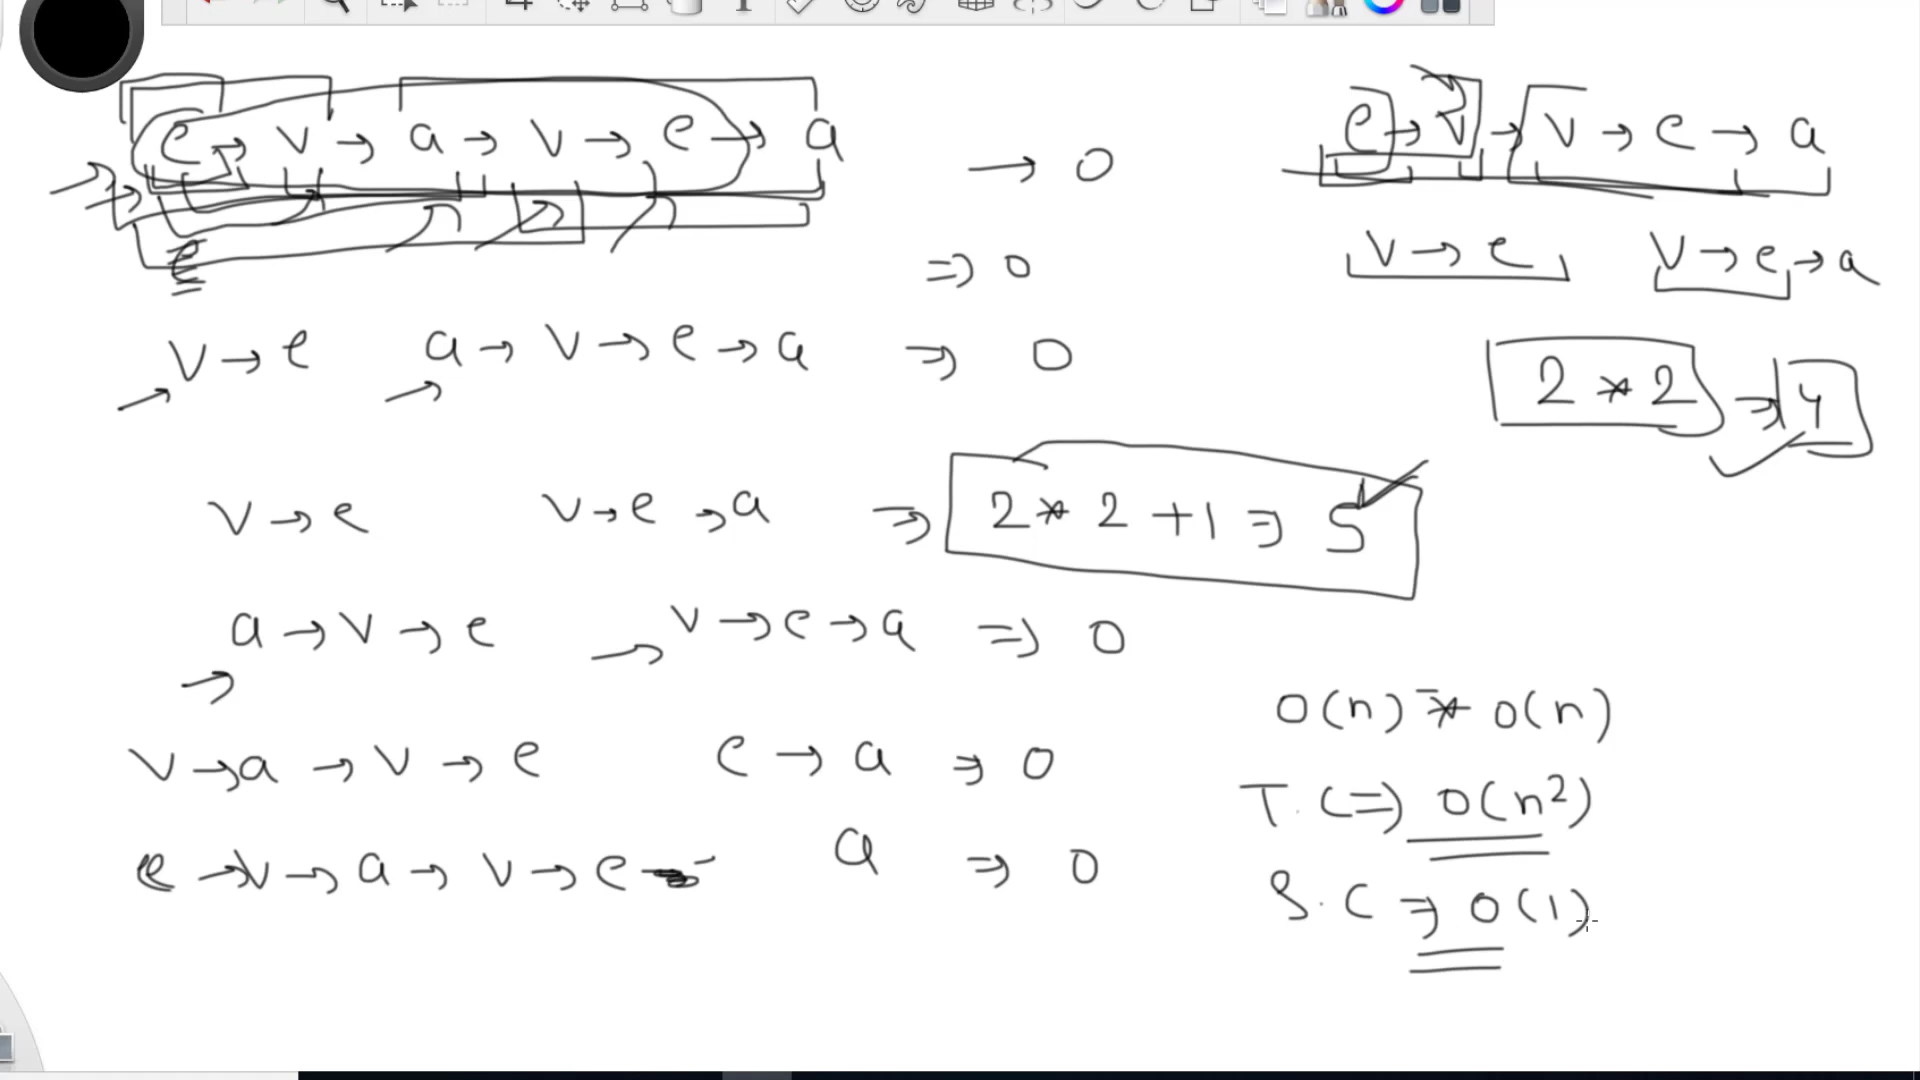 e → v → a → v → e → a → 0
e → v → v → e → a
e ⇒ 0
v → e v → e → a
v → e a → v → e → a ⇒ 0
2 * 2 ⇒ 4
v → e v → e → a ⇒ 2 * 2 + 1 ⇒ 5
a → v → e → v → e → a ⇒ 0
O(n) * O(n)
v → a → v → e e → a ⇒ 0
T.C ⇒ O(n²)
e → v → a → v → e a ⇒ 0
S.C ⇒ O(1)